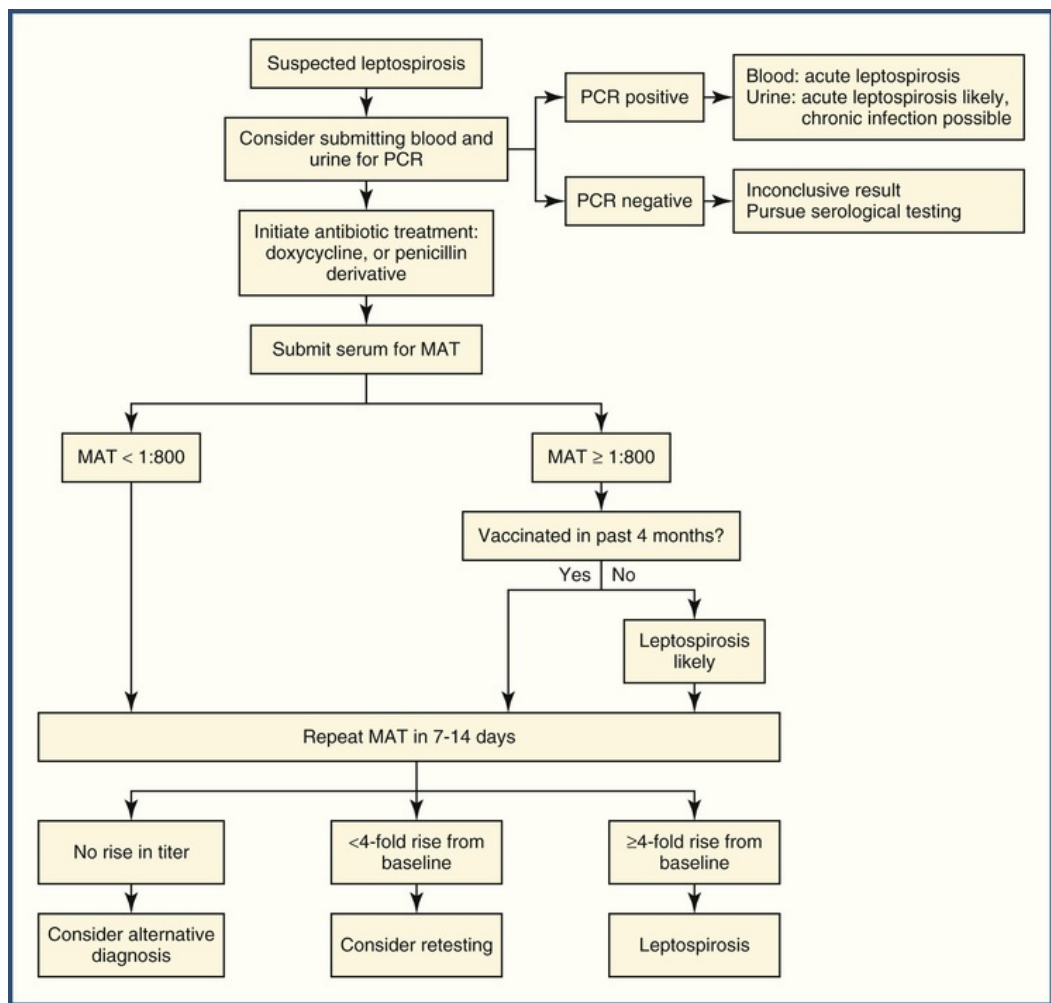 Suspected leptospirosis
Consider submitting blood and
urine for PCR
PCR positive
Blood: acute leptospirosis
Urine: acute leptospirosis likely,
chronic infection possible
PCR negative
Inconclusive result
Pursue serological testing
Initiate antibiotic treatment:
doxycycline, or penicillin
derivative
Submit serum for MAT
MAT < 1:800
MAT ≥ 1:800
Vaccinated in past 4 months?
Yes
No
Leptospirosis
likely
Repeat MAT in 7-14 days
No rise in titer
<4-fold rise from
baseline
≥4-fold rise from
baseline
Consider alternative
diagnosis
Consider retesting
Leptospirosis